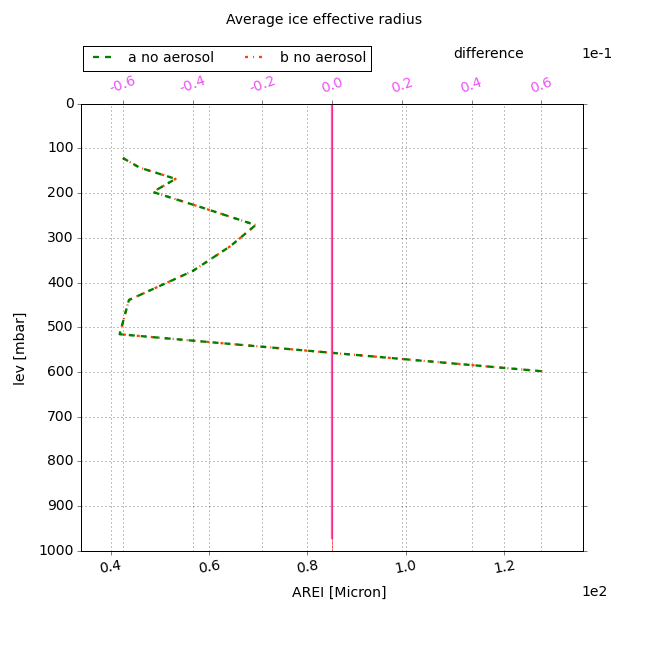 Average ice effective radius
a no aerosol b no aerosol difference 1e-1
-0.6 -0.4 -0.2 0.0 0.2 0.4 0.6
0
100
200
300
400
500
600
700
800
900
1000
lev [mbar]
0.4 0.6 0.8 1.0 1.2
AREI [Micron] 1e2